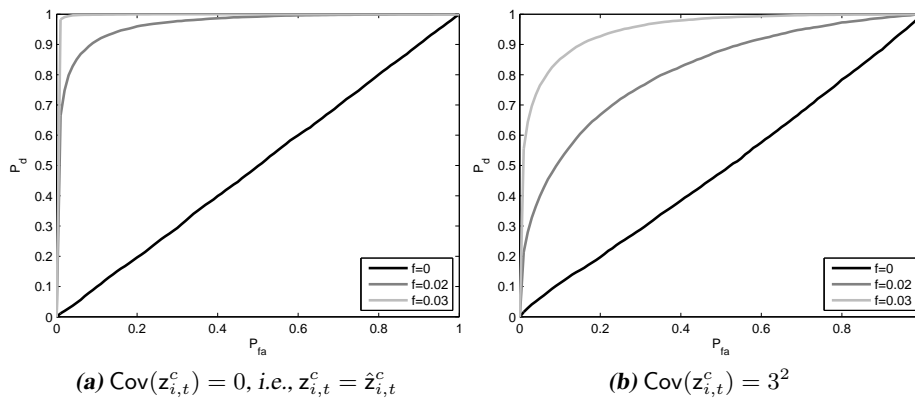 1
0.9
0.8
0.7
0.6
0.5
0.4
0.3
0.2
0.1
0
P_d
0
0.2
0.4
0.6
0.8
1
P_fa
f=0
f=0.02
f=0.03
(a) Cov(z^c_{i,t}) = 0, i.e., z^c_{i,t} = ẑ^c_{i,t}
1
0.9
0.8
0.7
0.6
0.5
0.4
0.3
0.2
0.1
0
P_d
0
0.2
0.4
0.6
0.8
P_fa
f=0
f=0.02
f=0.03
(b) Cov(z^c_{i,t}) = 3^2